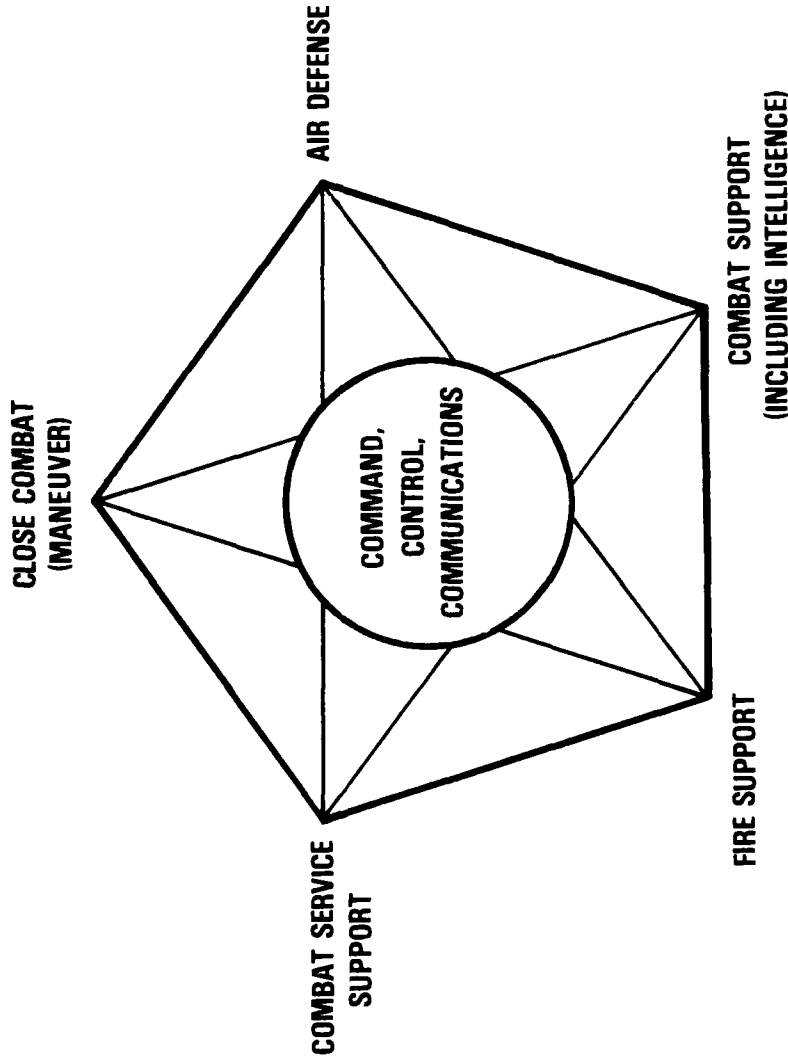 CLOSE COMBAT
(MANEUVER)
AIR DEFENSE
COMMAND,
CONTROL,
COMMUNICATIONS
COMBAT SERVICE
SUPPORT
FIRE SUPPORT
COMBAT SUPPORT
(INCLUDING INTELLIGENCE)